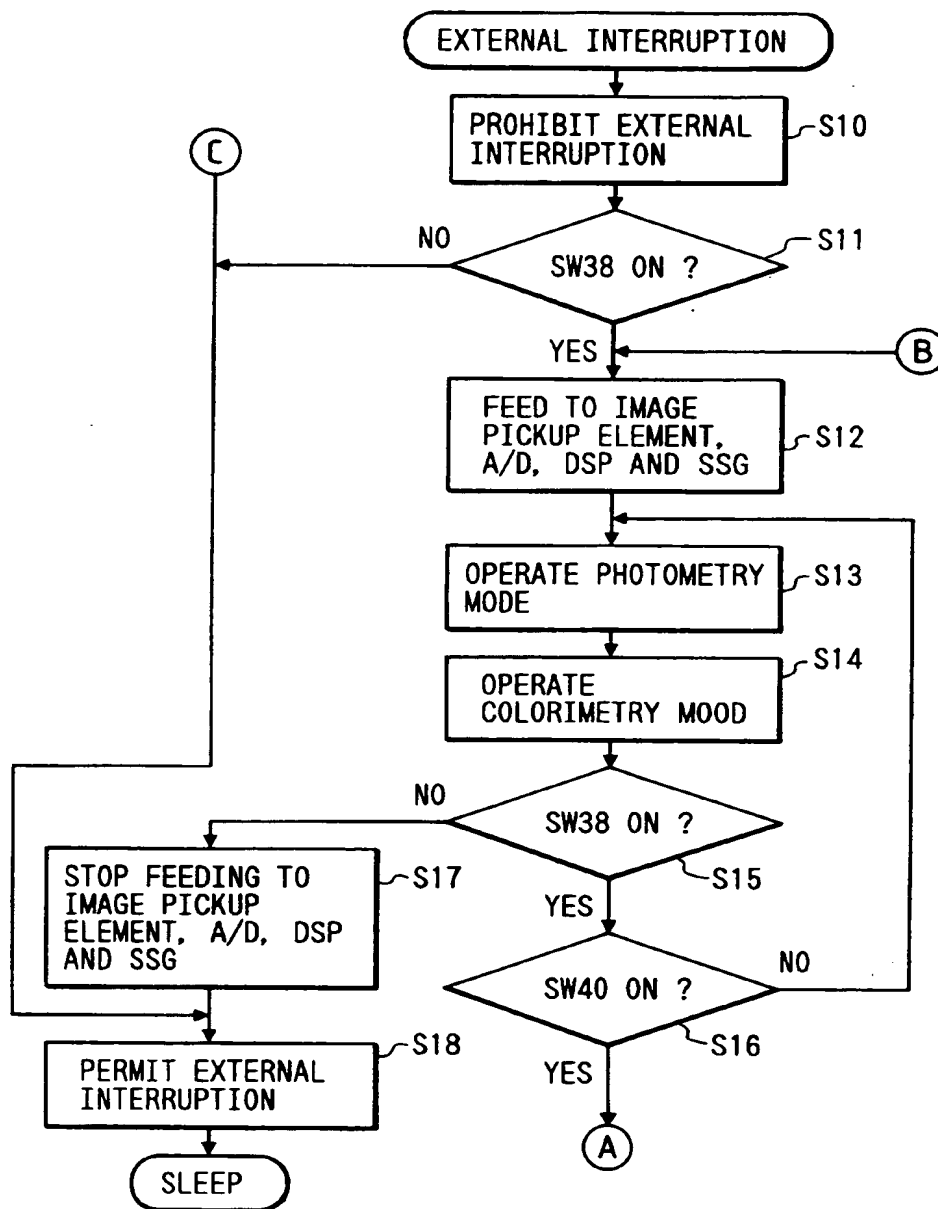 EXTERNAL INTERRUPTION
PROHIBIT EXTERNAL
INTERRUPTION
S10
C
NO
SW38 ON ?
S11
YES
B
FEED TO IMAGE
PICKUP ELEMENT,
A/D, DSP AND SSG
S12
OPERATE PHOTOMETRY
MODE
S13
OPERATE
COLORIMETRY MOOD
S14
NO
SW38 ON ?
S15
STOP FEEDING TO
IMAGE PICKUP
ELEMENT, A/D, DSP
AND SSG
S17
YES
SW40 ON ?
NO
S16
PERMIT EXTERNAL
INTERRUPTION
S18
YES
A
SLEEP